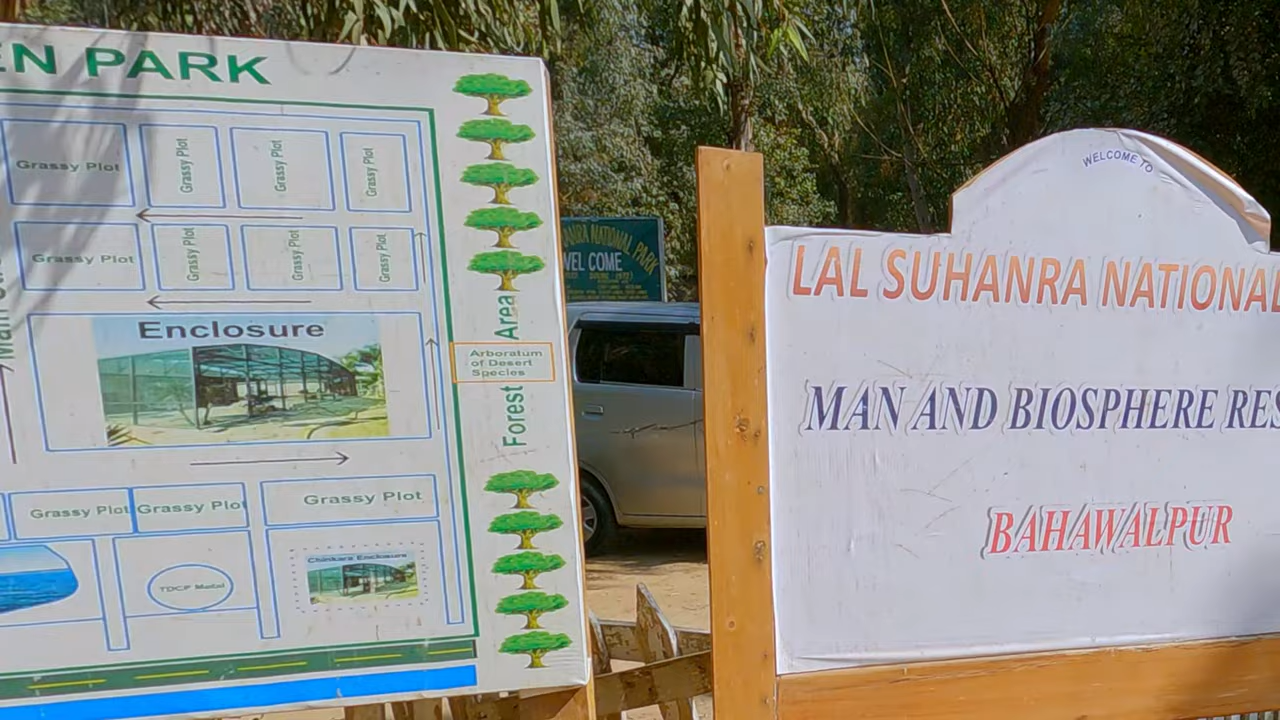 EN PARK
Grassy Plot
Grassy Plot
Grassy Plot
Grassy Plot
Grassy Plot
Grassy Plot
Grassy Plot
Grassy Plot
Enclosure
Forest Area
Arboratum
of Desert
Species
Grassy Plot
Grassy Plot
Grassy Plot
TDCP Motel
Chinkara Enclosure
NATIONAL PARK
WEL COME
WELCOME TO
LAL SUHANRA NATIONAL
MAN AND BIOSPHERE RES
BAHAWALPUR